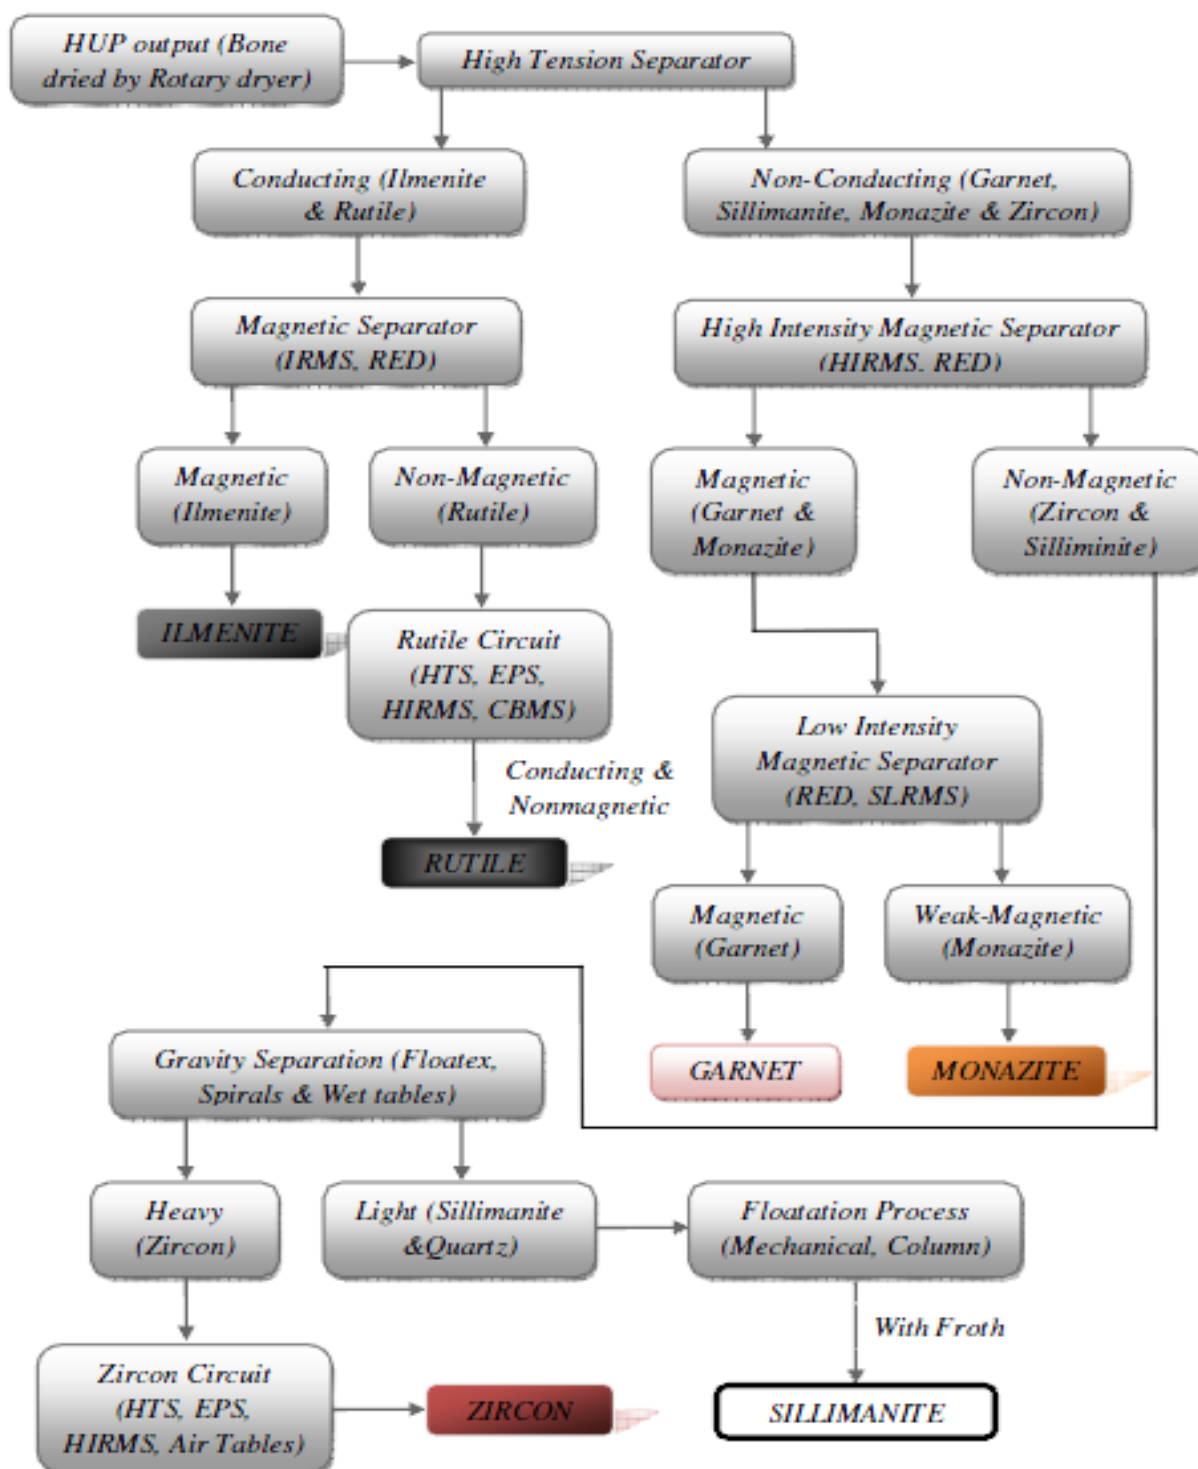 HUP output (Bone
dried by Rotary dryer)
High Tension Separator
Conducting (Ilmenite
& Rutile)
Non-Conducting (Garnet,
Sillimanite, Monazite & Zircon)
Magnetic Separator
(IRMS, RED)
High Intensity Magnetic Separator
(HIRMS. RED)
Magnetic
(Ilmenite)
Non-Magnetic
(Rutile)
Magnetic
(Garnet &
Monazite)
Non-Magnetic
(Zircon &
Silliminite)
ILMENITE
Rutile Circuit
(HTS, EPS,
HIRMS, CBMS)
Conducting &
Nonmagnetic
RUTILE
Low Intensity
Magnetic Separator
(RED, SLRMS)
Magnetic
(Garnet)
Weak-Magnetic
(Monazite)
GARNET
MONAZITE
Gravity Separation (Floatex,
Spirals & Wet tables)
Heavy
(Zircon)
Light (Sillimanite
&Quartz)
Floatation Process
(Mechanical, Column)
With Froth
Zircon Circuit
(HTS, EPS,
HIRMS, Air Tables)
ZIRCON
SILLIMANITE